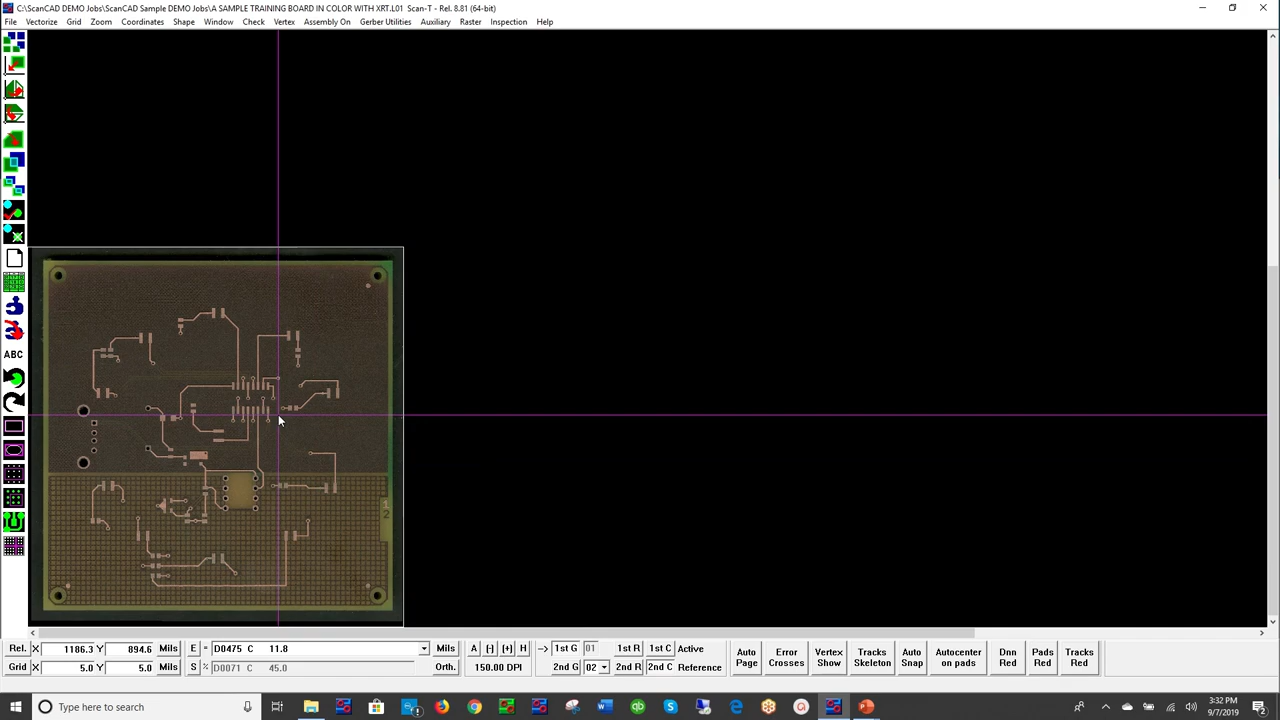 C:\ScanCAD DEMO Jobs\ScanCAD Sample DEMO Jobs\A SAMPLE TRAINING BOARD IN COLOR WITH XRT.L01 Scan-T - Rel. 8.81 (64-bit)
File Vectorize Grid Zoom Coordinates Shape Window Check Vertex Assembly On Gerber Utilities Auxiliary Raster Inspection Help
ABC
1
2
Rel. X 1186.3 Y 894.6 Mils E = D0475 C 11.8 Mils A [-] [+] H --> 1st G 01 1st R 1st C Active
Grid X 5.0 Y 5.0 Mils S % D0071 C 45.0 Orth. 150.00 DPI 2nd G 02 2nd R 2nd C Reference
Auto Page Error Crosses Vertex Show Tracks Skeleton Auto Snap Autocenter on pads Dnn Red Pads Red Tracks Red
Type here to search
3:32 PM
9/7/2019
2